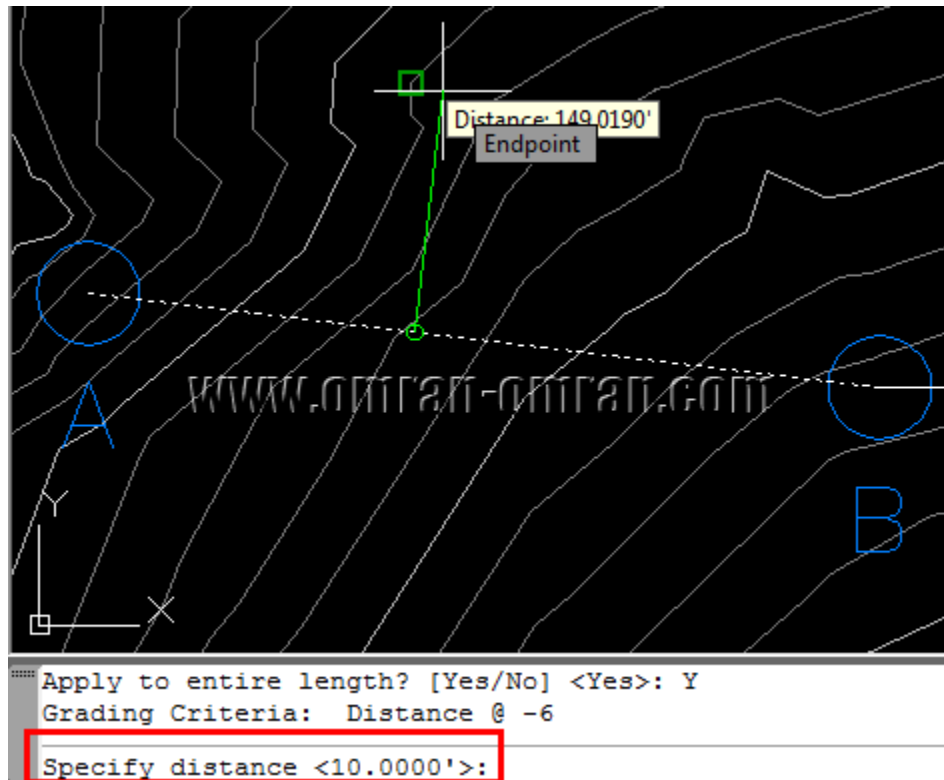 Distance: 149.0190'
Endpoint
www.omran-omran.com
A
B
Y
X
Apply to entire length? [Yes/No] <Yes>: Y
Grading Criteria:  Distance @ -6
Specify distance <10.0000'>: